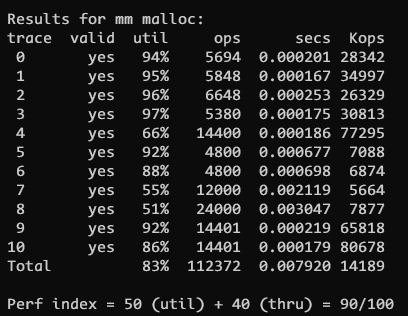 Results for mm malloc:
trace valid util ops secs Kops
0 yes 94% 5694 0.000201 28342
1 yes 95% 5848 0.000167 34997
2 yes 96% 6648 0.000253 26329
3 yes 97% 5380 0.000175 30813
4 yes 66% 14400 0.000186 77295
5 yes 92% 4800 0.000677 7088
6 yes 88% 4800 0.000698 6874
7 yes 55% 12000 0.002119 5664
8 yes 51% 24000 0.003047 7877
9 yes 92% 14401 0.000219 65818
10 yes 86% 14401 0.000179 80678
Total 83% 112372 0.007920 14189
Perf index = 50 (util) + 40 (thru) = 90/100